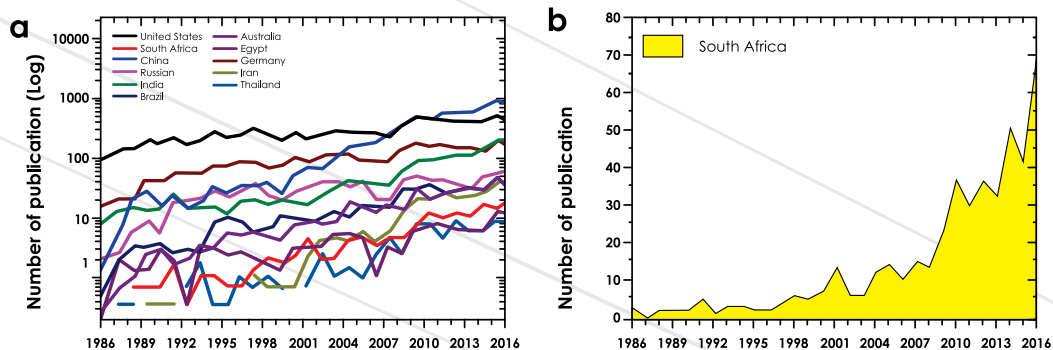 a
Number of publication (Log)
10000
1000
100
10
1
United States
South Africa
China
Russian
India
Brazil
Australia
Egypt
Germany
Iran
Thailand
1986 1989 1992 1995 1998 2001 2004 2007 2010 2013 2016
b
Number of publication
80
70
60
50
40
30
20
10
0
South Africa
1986 1989 1992 1995 1998 2001 2004 2007 2010 2013 2016